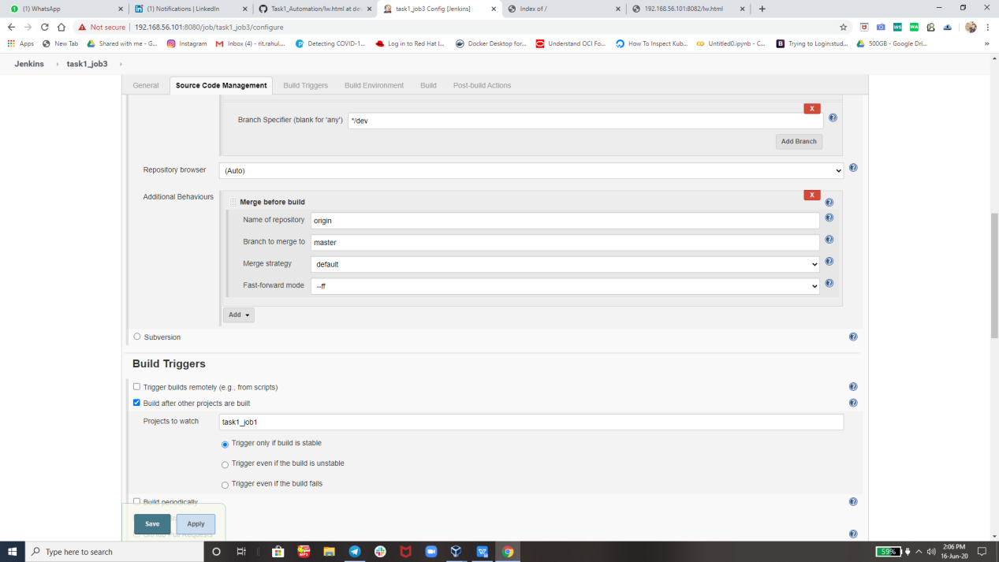 (1) WhatsApp
(1) Notifications | LinkedIn
Task1_Automation/lw.html at dev
task1_job3 Config [Jenkins]
Index of /
192.168.56.101:8082/lw.html
Not secure | 192.168.56.101:8080/job/task1_job3/configure
Apps
New Tab
Shared with me - G...
Instagram
Inbox (4) - rit.rahul...
Detecting COVID-1...
Log in to Red Hat I...
Docker Desktop for...
Understand OCI Fo...
How To Inspect Kub...
Untitled0.ipynb - C...
Trying to Login:stud...
500GB - Google Dri...
»
Jenkins › task1_job3 ›
General
Source Code Management
Build Triggers
Build Environment
Build
Post-build Actions
X
Branch Specifier (blank for 'any') */dev
Add Branch
Repository browser (Auto)
Additional Behaviours
X
Merge before build
Name of repository origin
Branch to merge to master
Merge strategy default
Fast-forward mode --ff
Add
Subversion
Build Triggers
Trigger builds remotely (e.g., from scripts)
Build after other projects are built
Projects to watch task1_job1
Trigger only if build is stable
Trigger even if the build is unstable
Trigger even if the build fails
Build periodically
Save Apply
GitHub Pull Requests
Type here to search
59%
2:06 PM
16-Jun-20